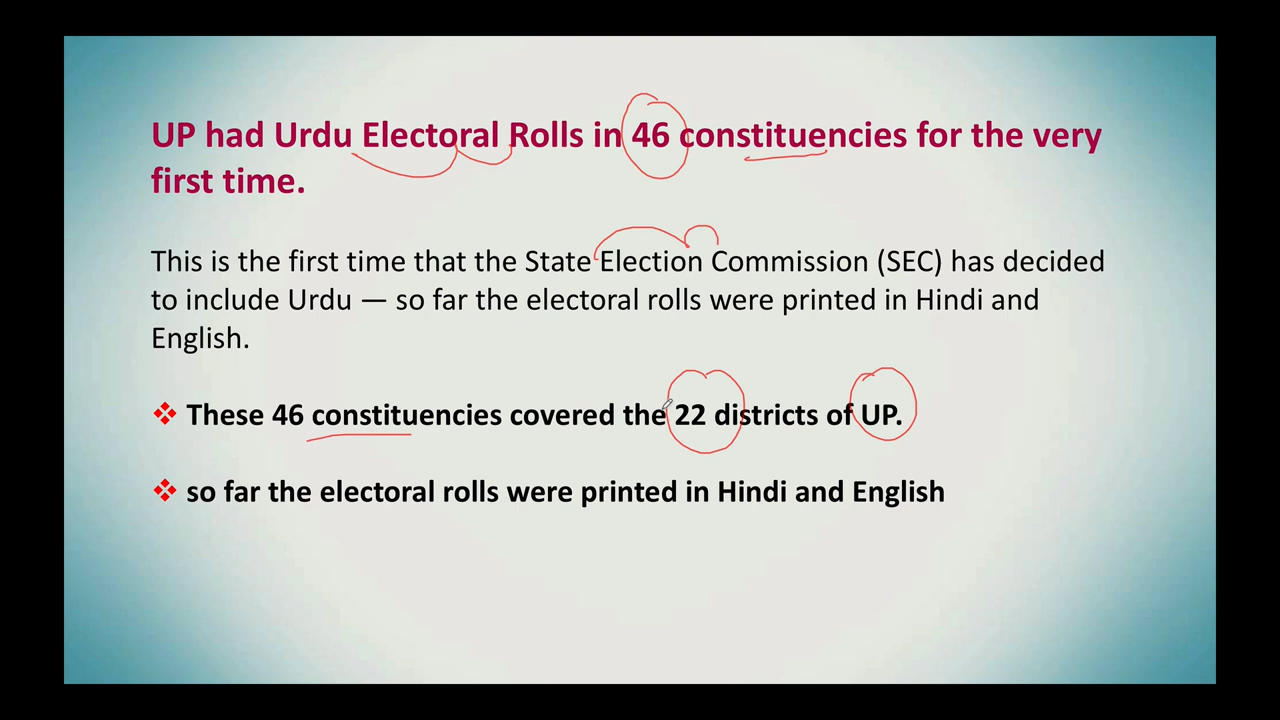 UP had Urdu Electoral Rolls in 46 constituencies for the very
first time.
This is the first time that the State Election Commission (SEC) has decided
to include Urdu — so far the electoral rolls were printed in Hindi and
English.
❖ These 46 constituencies covered the 22 districts of UP.
❖ so far the electoral rolls were printed in Hindi and English